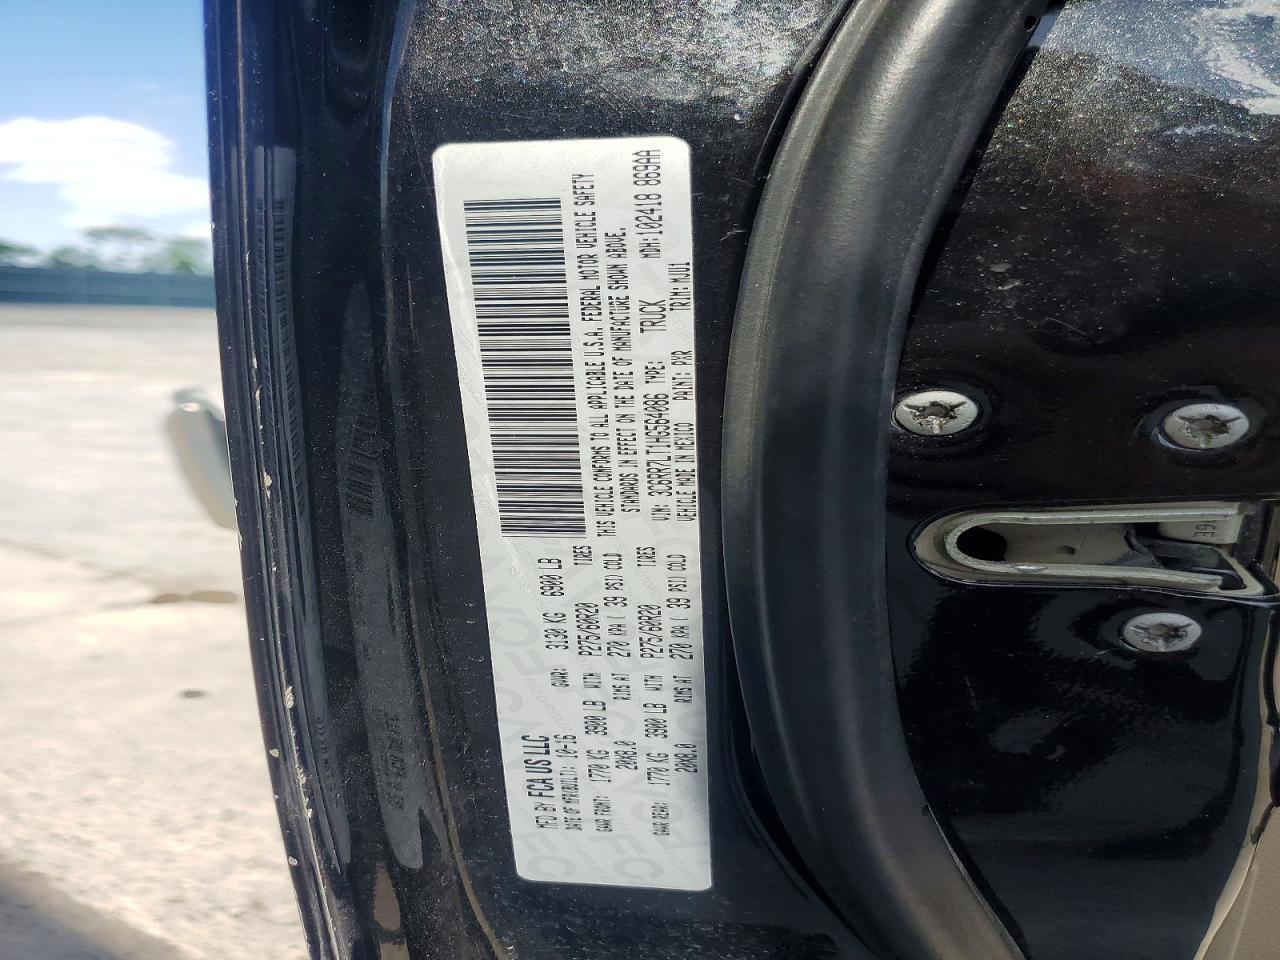 MFD BY FCA US LLC
DATE OF MFR(BUILT): 10-16 GVWR: 3130 KG 6900 LB
GAWR FRONT: 1770 KG 3900 LB WITH P275/60R20 TIRES
20X8.0 RIMS AT 270 KPA( 39 PSI) COLD
GAWR REAR: 1770 KG 3900 LB WITH P275/60R20 TIRES
20X8.0 RIMS AT 270 KPA( 39 PSI) COLD
THIS VEHICLE CONFORMS TO ALL APPLICABLE U.S.A. FEDERAL MOTOR VEHICLE SAFETY
STANDARDS IN EFFECT ON THE DATE OF MANUFACTURE SHOWN ABOVE.
VIN: 3C6RR7LT1HG564086 TYPE: TRUCK MDH: 102418 869AA
VEHICLE MADE IN MEXICO PAINT: PXR TRIM: MJU1